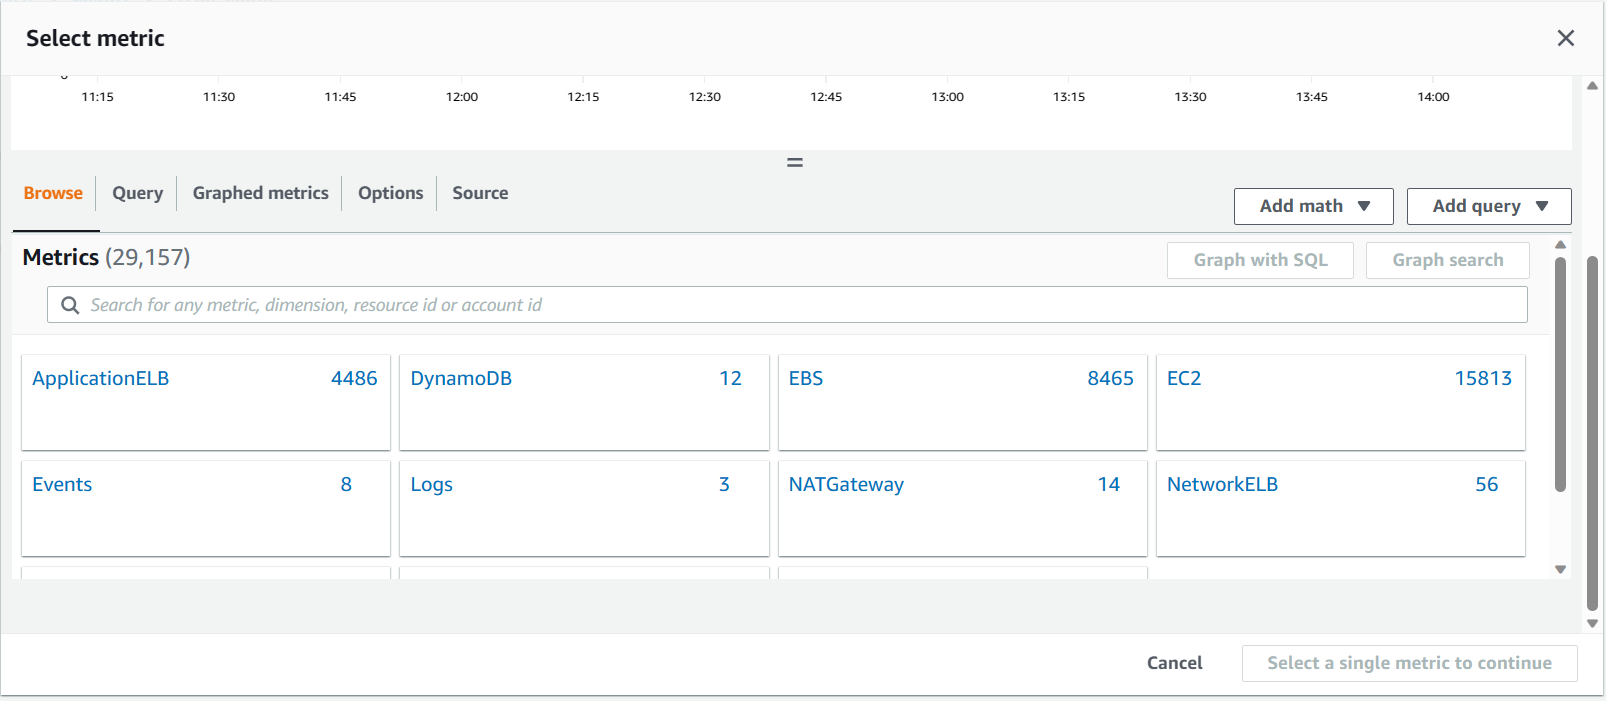 Select metric
11:15 11:30 11:45 12:00 12:15 12:30 12:45 13:00 13:15 13:30 13:45 14:00
Browse Query Graphed metrics Options Source
Add math Add query
Metrics (29,157)
Graph with SQL Graph search
Search for any metric, dimension, resource id or account id
ApplicationELB 4486 DynamoDB 12 EBS 8465 EC2 15813
Events 8 Logs 3 NATGateway 14 NetworkELB 56
Cancel Select a single metric to continue